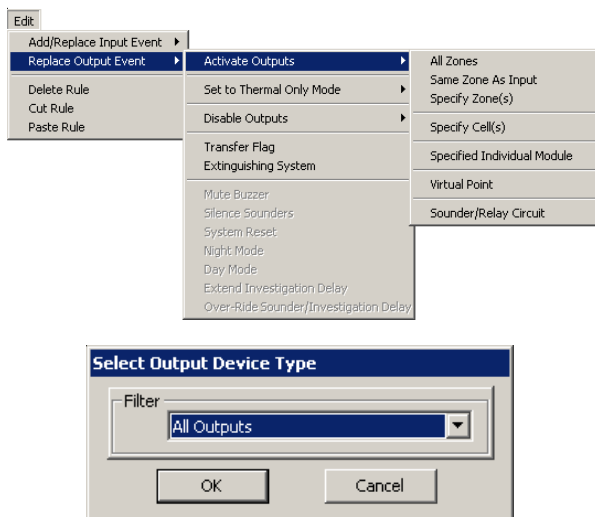 Edit
Add/Replace Input Event
Replace Output Event
Delete Rule
Cut Rule
Paste Rule
Activate Outputs
Set to Thermal Only Mode
Disable Outputs
Transfer Flag
Extinguishing System
Mute Buzzer
Silence Sounders
System Reset
Night Mode
Day Mode
Extend Investigation Delay
Over-Ride Sounder/Investigation Delay
All Zones
Same Zone As Input
Specify Zone(s)
Specify Cell(s)
Specified Individual Module
Virtual Point
Sounder/Relay Circuit
Select Output Device Type
Filter
All Outputs
OK
Cancel